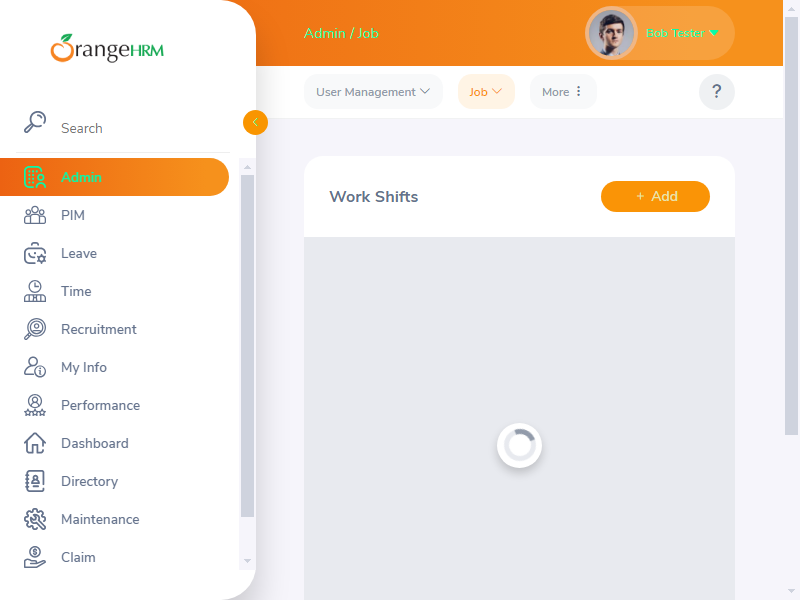 OrangeHRM
Search
Admin
PIM
Leave
Time
Recruitment
My Info
Performance
Dashboard
Directory
Maintenance
Claim
Admin / Job
Bob Tester
User Management
Job
More
?
Work Shifts
+ Add